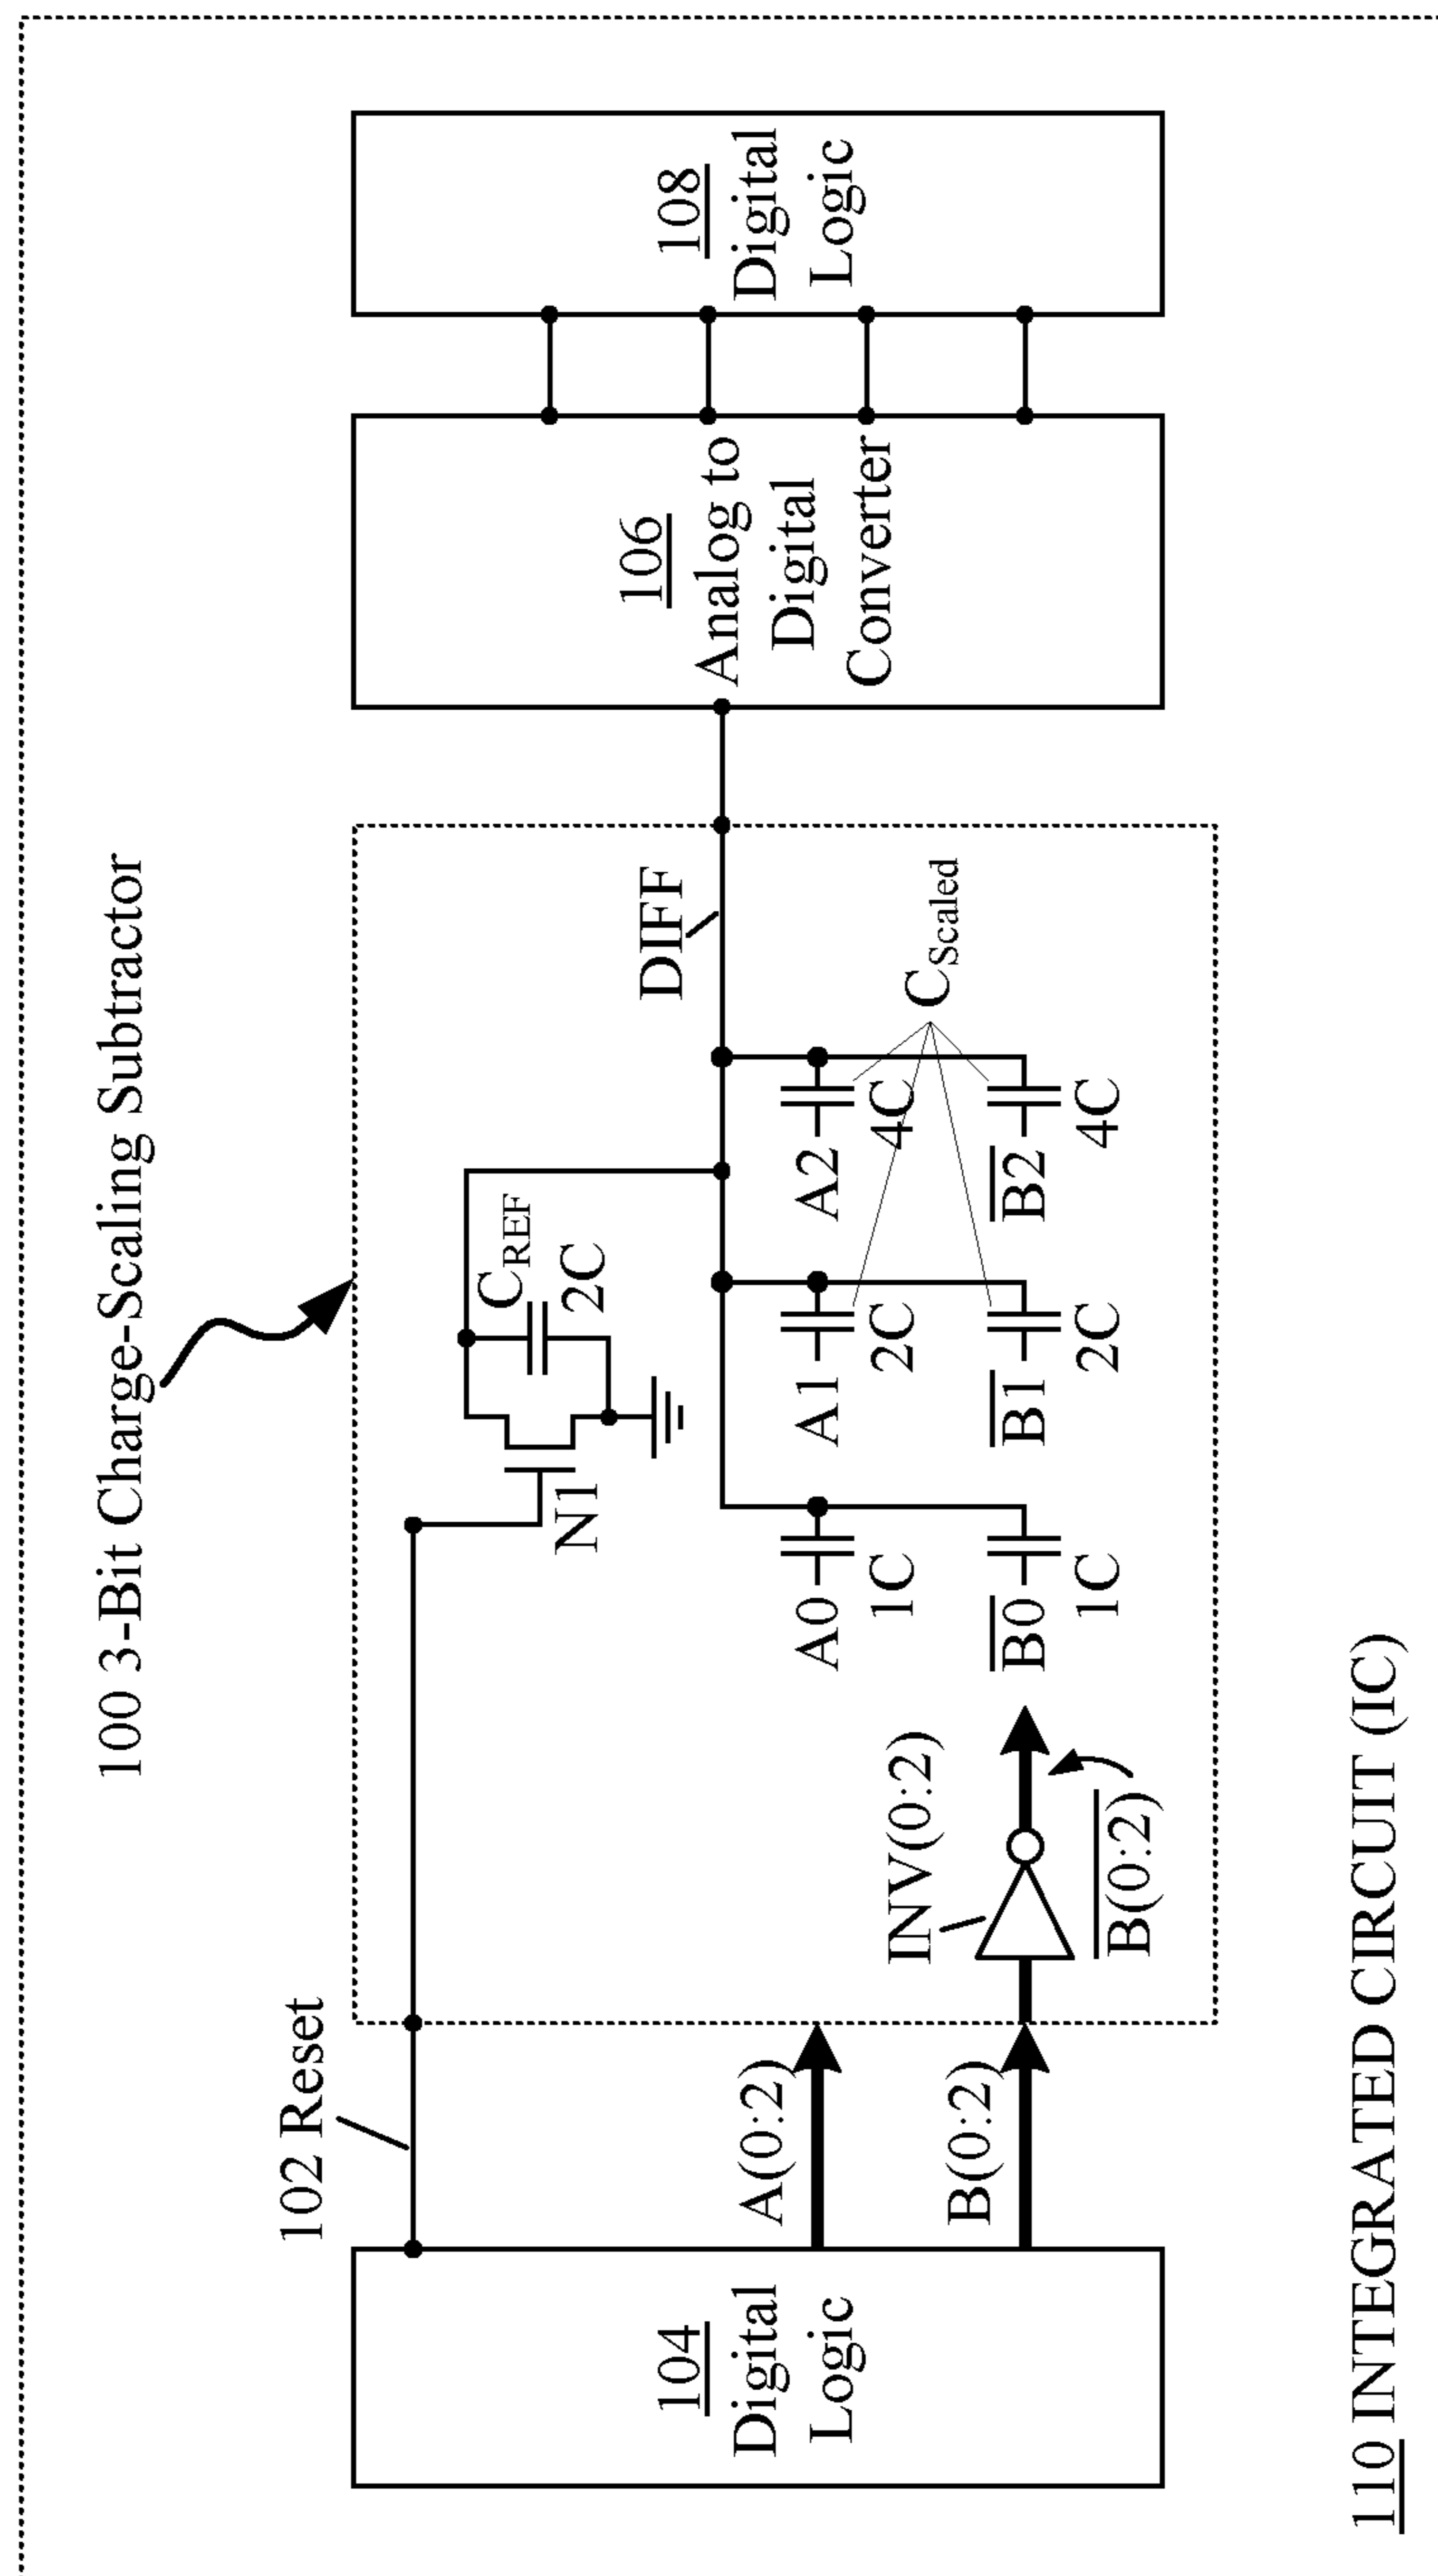 100 3-Bit Charge-Scaling Subtractor
102 Reset
104
Digital
Logic
A(0:2)
B(0:2)
INV(0:2)
B(0:2)
N1
CREF
2C
A0
1C
B0
1C
A1
2C
B1
2C
A2
4C
B2
4C
CScaled
DIFF
106
Analog to
Digital
Converter
108
Digital
Logic
110 INTEGRATED CIRCUIT (IC)